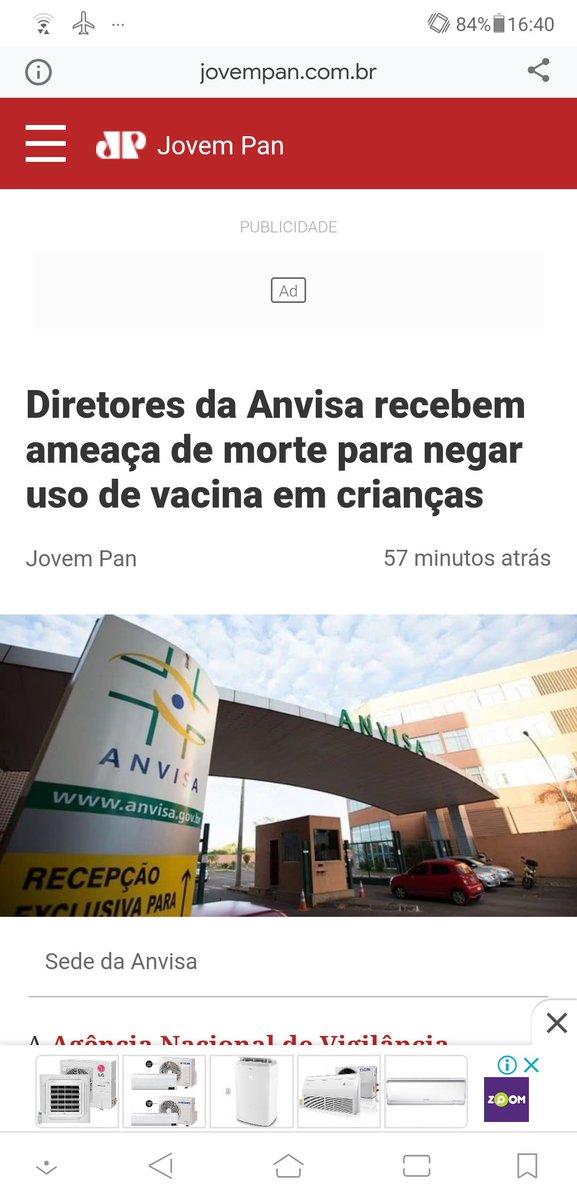 84% 16:40
jovempan.com.br
JP Jovem Pan
PUBLICIDADE
Ad
Diretores da Anvisa recebem
ameaça de morte para negar
uso de vacina em crianças
Jovem Pan 57 minutos atrás
ANVISA
ANVISA
www.anvisa.gov.br
RECEPÇÃO
EXCLUSIVA PARA
Sede da Anvisa
A Agência Nacional de Vigilância
LG
ELGIN
ZOOM